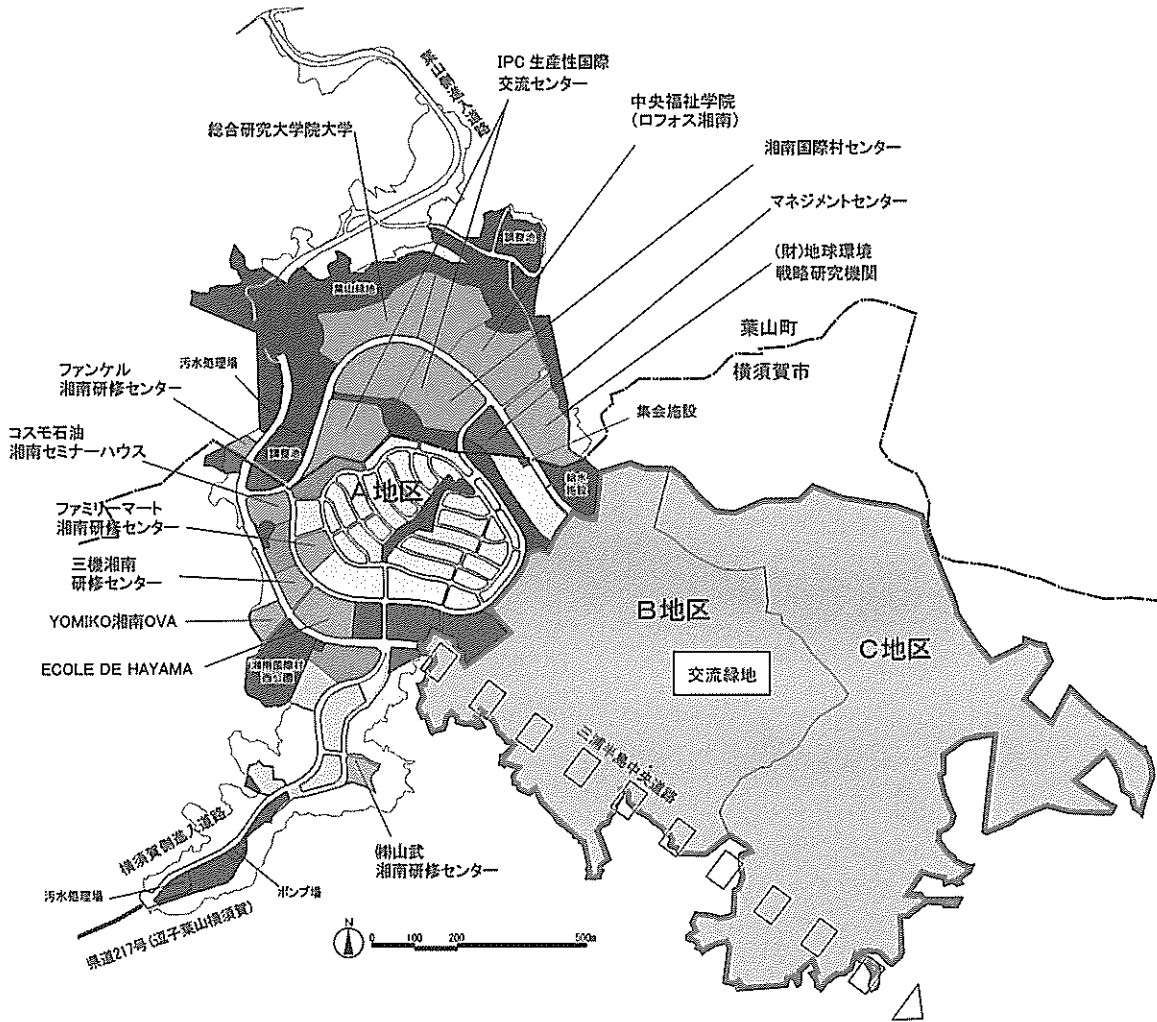 葉山側進入道路
IPC 生産性国際
交流センター
総合研究大学院大学
中央福祉学院
(ロフォス湘南)
湘南国際村センター
マネジメントセンター
(財)地球環境
戦略研究機関
調整池
葉山緑地
葉山町
横須賀市
汚水処理場
ファンケル
湘南研修センター
集会施設
コスモ石油
湘南セミナーハウス
調整池
A地区
給水
施設
ファミリーマート
湘南研修センター
三機湘南
研修センター
YOMIKO湘南OVA
ECOLE DE HAYAMA
湘南国際村
西公園
B地区
C地区
交流緑地
三浦半島中央道路
横須賀側進入道路
㈱山武
湘南研修センター
汚水処理場
ポンプ場
県道217号(逗子葉山横須賀)
N
0 100 200 500m